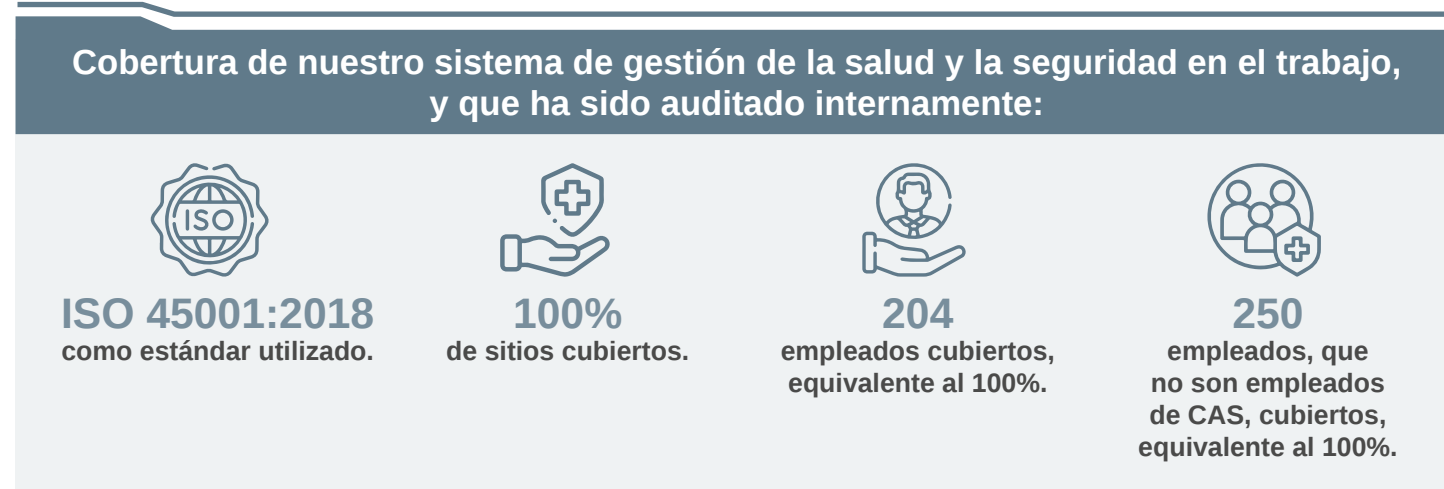 Cobertura de nuestro sistema de gestión de la salud y la seguridad en el trabajo,
y que ha sido auditado internamente:
ISO
ISO 45001:2018
como estándar utilizado.
100%
de sitios cubiertos.
204
empleados cubiertos,
equivalente al 100%.
250
empleados, que
no son empleados
de CAS, cubiertos,
equivalente al 100%.